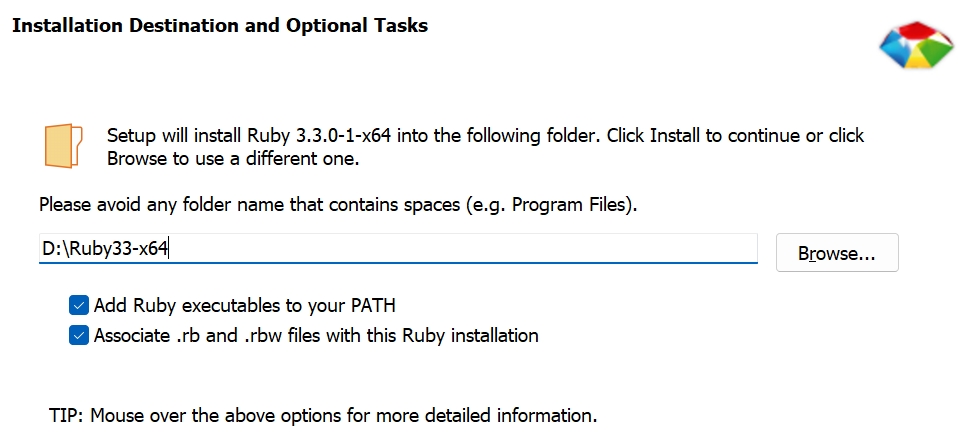 Installation Destination and Optional Tasks
Setup will install Ruby 3.3.0-1-x64 into the following folder. Click Install to continue or click
Browse to use a different one.
Please avoid any folder name that contains spaces (e.g. Program Files).
D:\Ruby33-x64
Browse...
Add Ruby executables to your PATH
Associate .rb and .rbw files with this Ruby installation
TIP: Mouse over the above options for more detailed information.